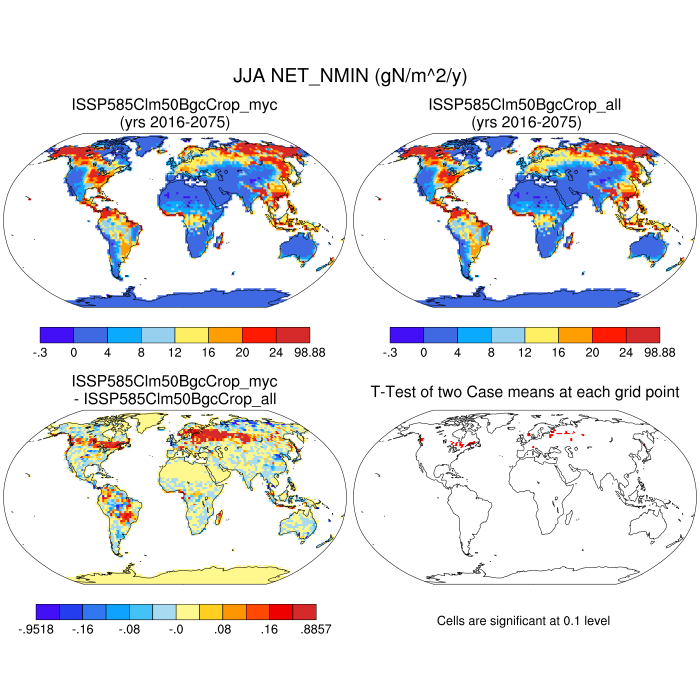 JJA NET_NMIN (gN/m^2/y)
ISSP585Clm50BgcCrop_myc
(yrs 2016-2075)
ISSP585Clm50BgcCrop_all
(yrs 2016-2075)
-.3 0 4 8 12 16 20 24 98.88
-.3 0 4 8 12 16 20 24 98.88
ISSP585Clm50BgcCrop_myc
- ISSP585Clm50BgcCrop_all
T-Test of two Case means at each grid point
-.9518 -.16 -.08 -.0 .08 .16 .8857
Cells are significant at 0.1 level